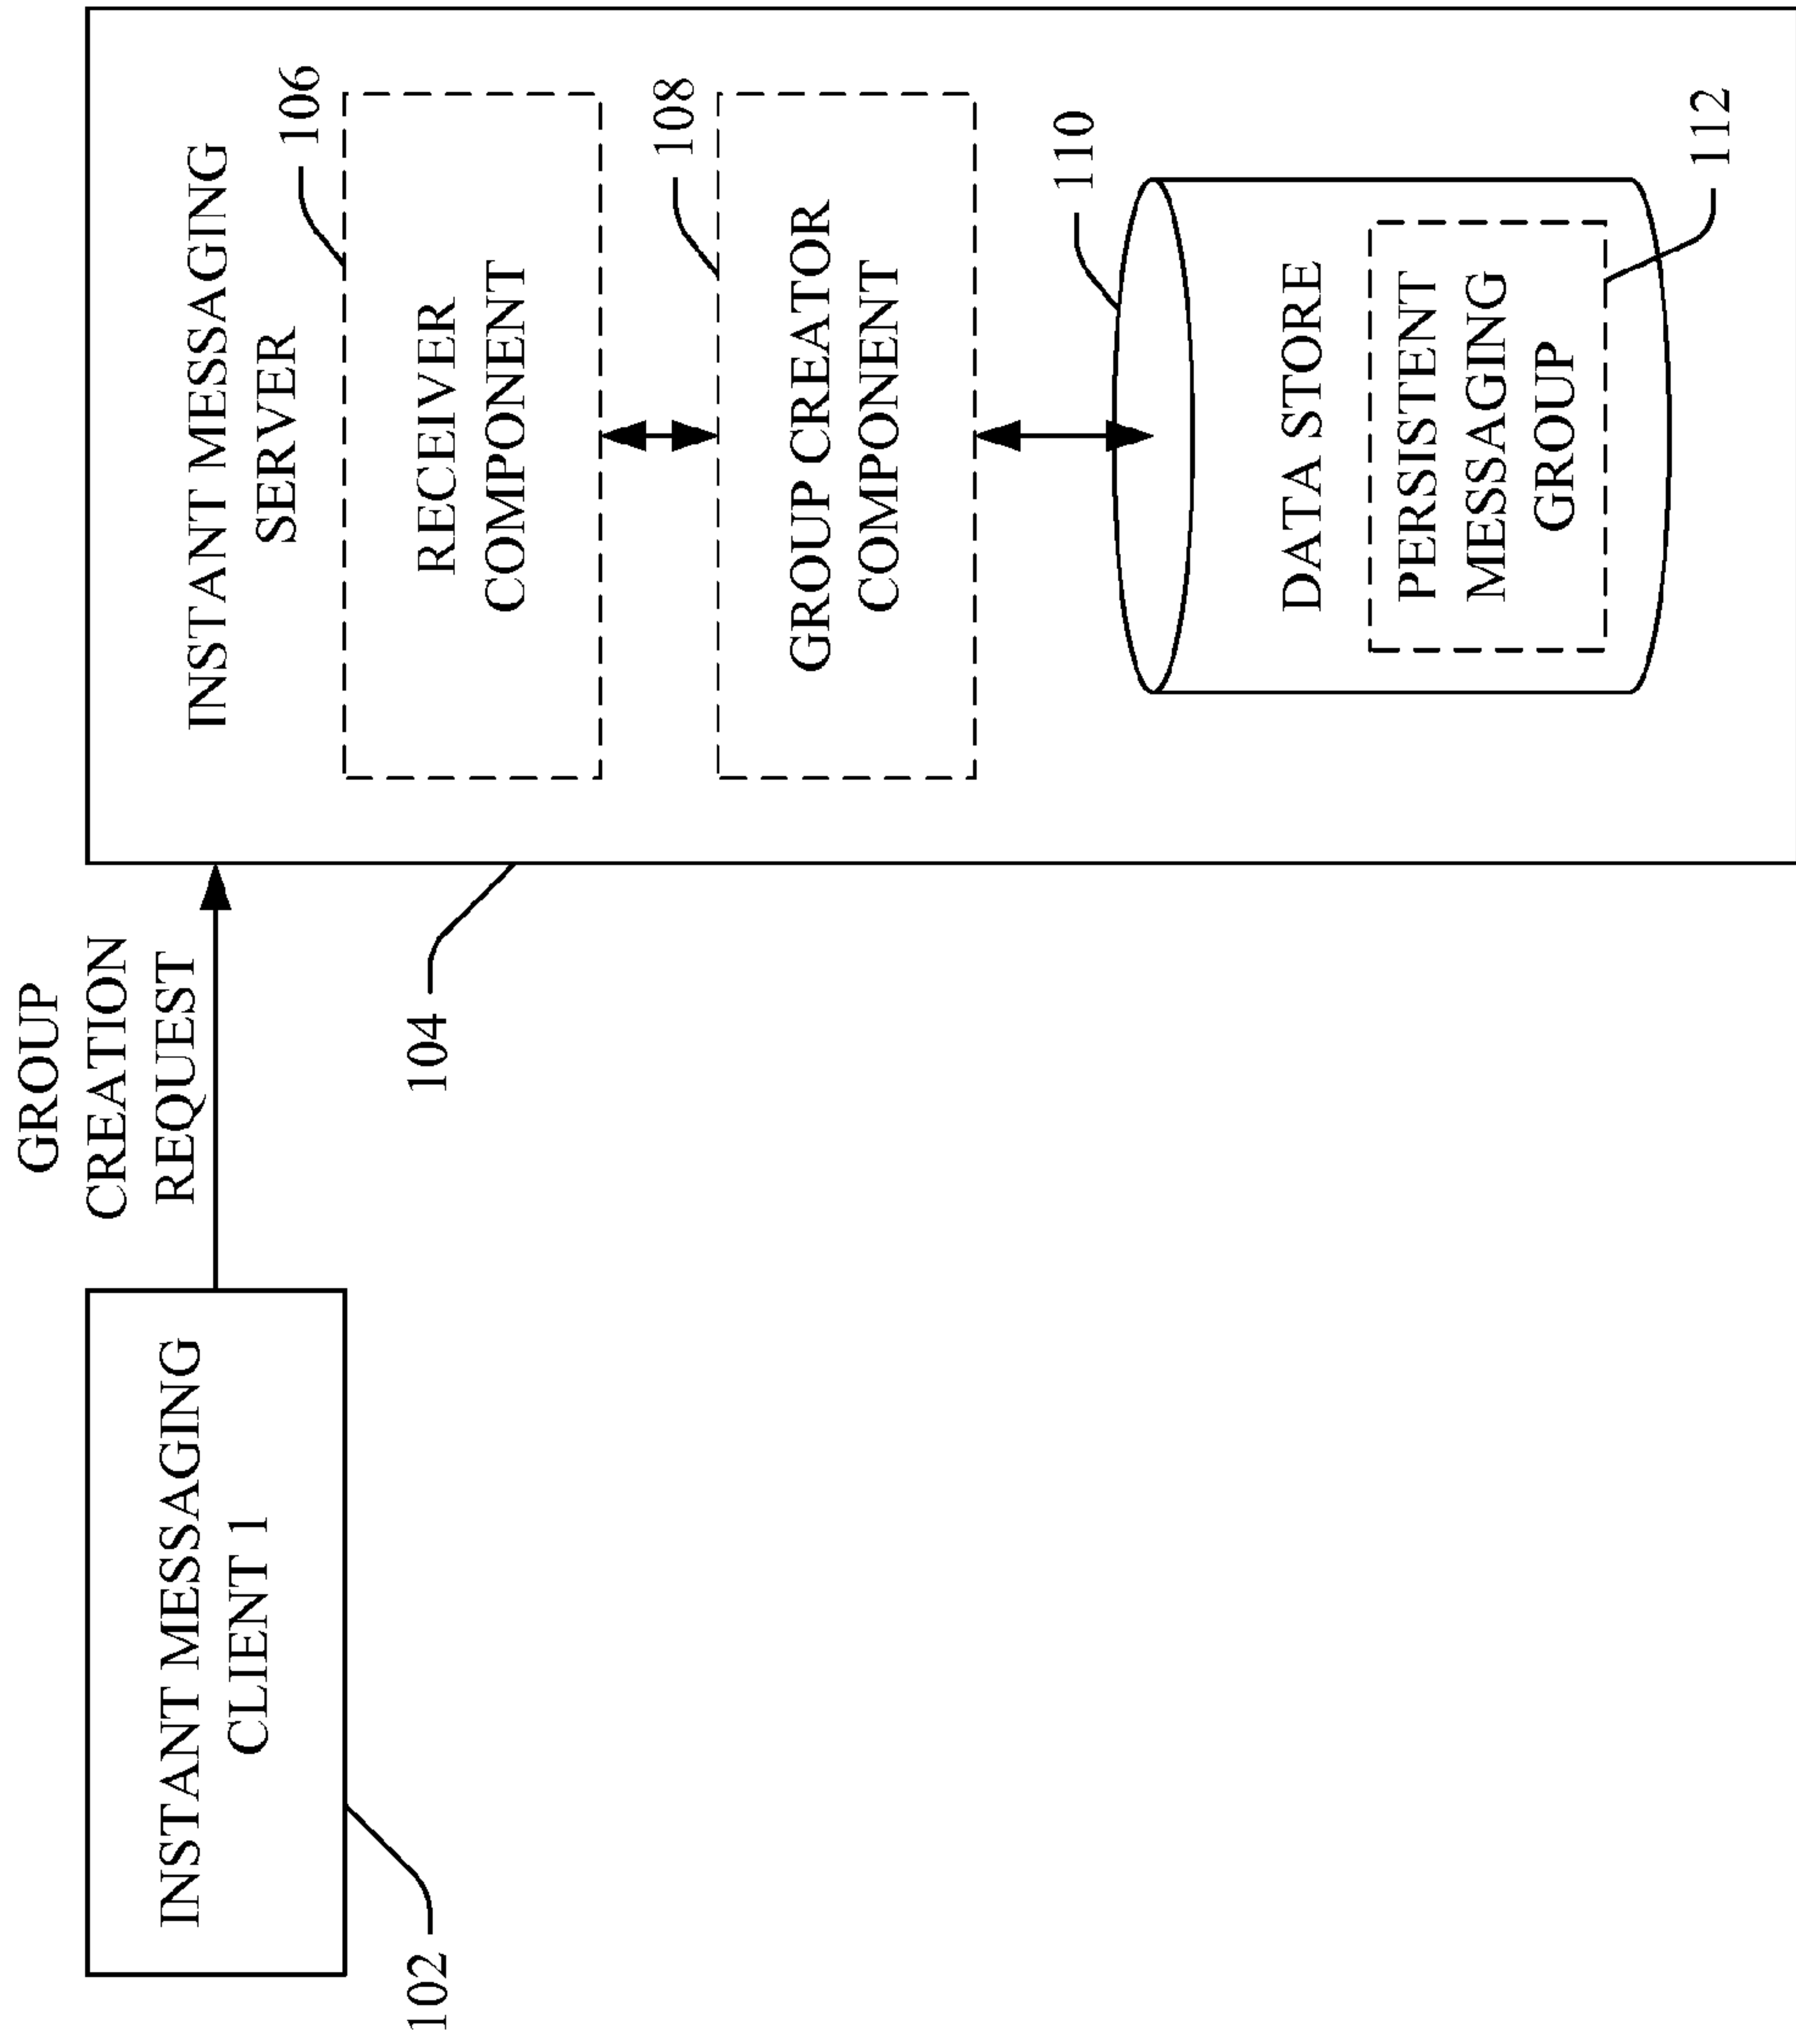 GROUP
CREATION
REQUEST
INSTANT MESSAGING
CLIENT 1
102
104
INSTANT MESSAGING
SERVER
106
RECEIVER
COMPONENT
108
GROUP CREATOR
COMPONENT
110
DATA STORE
PERSISTENT
MESSAGING
GROUP
112